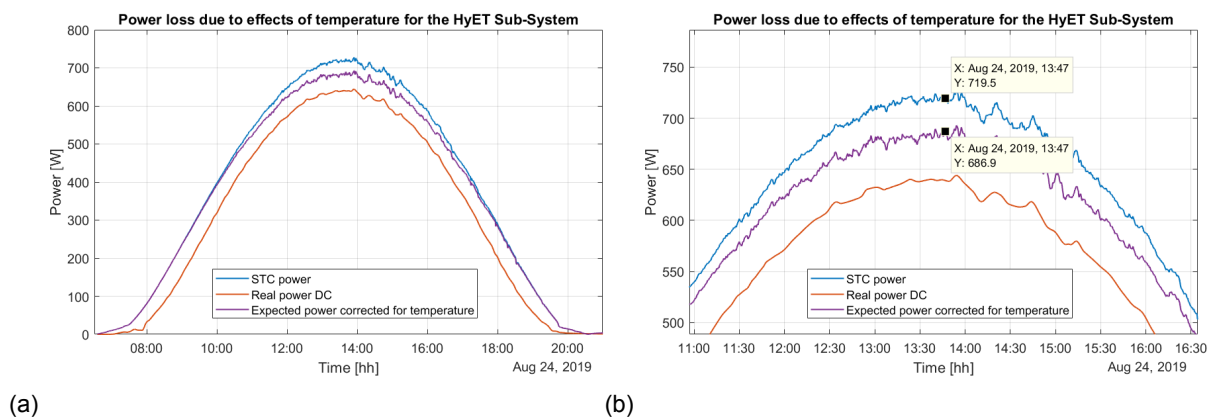 Power loss due to effects of temperature for the HyET Sub-System
800
700
600
500
400
300
200
100
0
Power [W]
STC power
Real power DC
Expected power corrected for temperature
08:00 10:00 12:00 14:00 16:00 18:00 20:00
Time [hh]
Aug 24, 2019
(a)
Power loss due to effects of temperature for the HyET Sub-System
750
700
650
600
550
500
Power [W]
X: Aug 24, 2019, 13:47
Y: 719.5
X: Aug 24, 2019, 13:47
Y: 686.9
STC power
Real power DC
Expected power corrected for temperature
11:00 11:30 12:00 12:30 13:00 13:30 14:00 14:30 15:00 15:30 16:00 16:30
Time [hh]
Aug 24, 2019
(b)